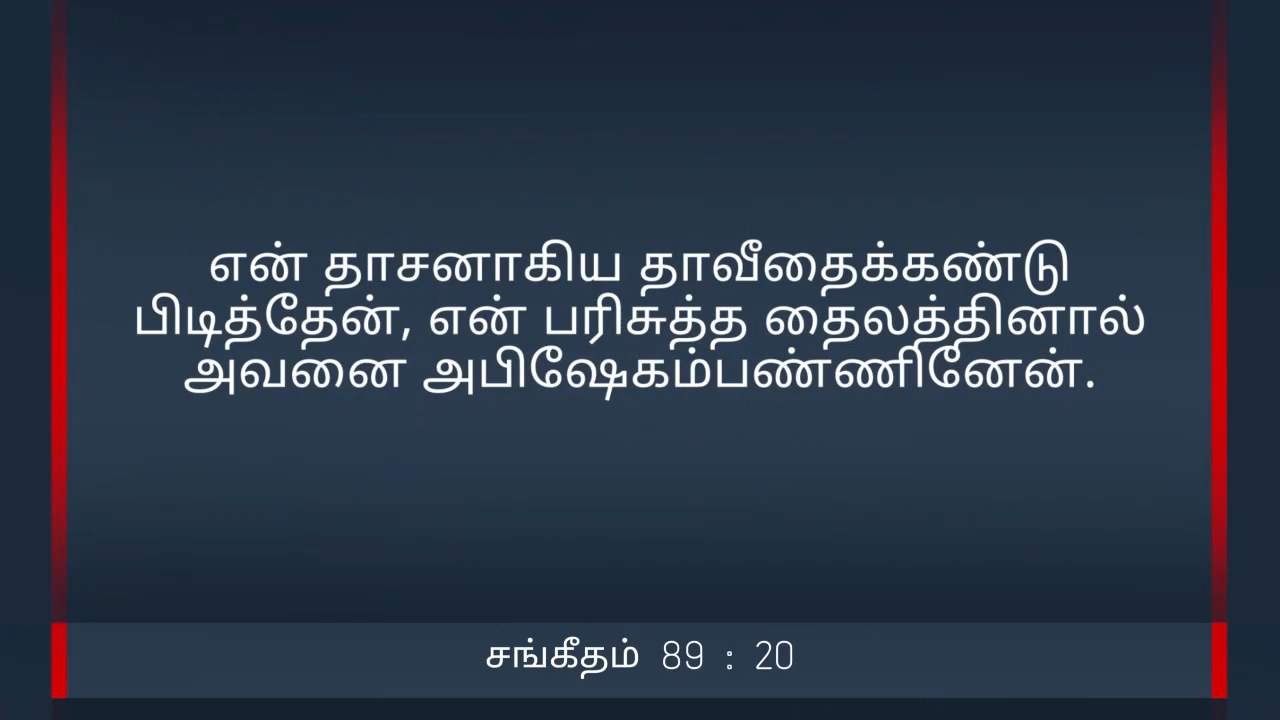 என் தாசனாகிய தாவீதைக்கண்டு
பிடித்தேன், என் பரிசுத்த தைலத்தினால்
அவனை அபிஷேகம்பண்ணினேன்.
சங்கீதம் 89 : 20